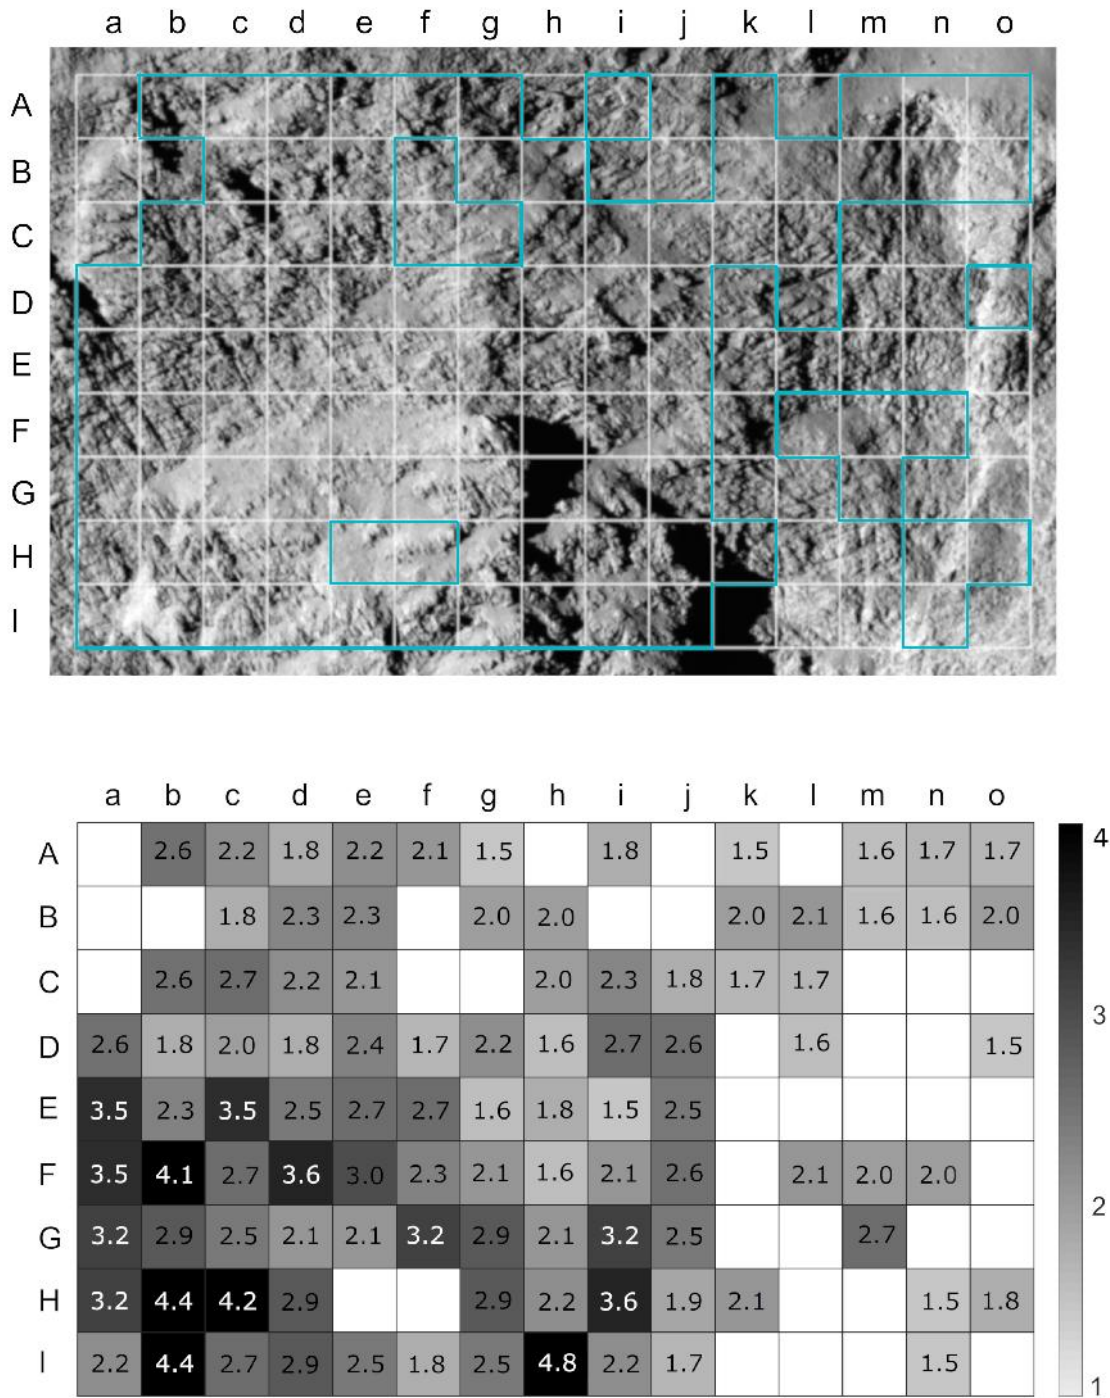 a b c d e f g h i j k l m n o
A
B
C
D
E
F
G
H
I
a b c d e f g h i j k l m n o
A 2.6 2.2 1.8 2.2 2.1 1.5 1.8 1.5 1.6 1.7 1.7
B 1.8 2.3 2.3 2.0 2.0 2.0 2.1 1.6 1.6 2.0
C 2.6 2.7 2.2 2.1 2.0 2.3 1.8 1.7 1.7
D 2.6 1.8 2.0 1.8 2.4 1.7 2.2 1.6 2.7 2.6 1.6 1.5
E 3.5 2.3 3.5 2.5 2.7 2.7 1.6 1.8 1.5 2.5
F 3.5 4.1 2.7 3.6 3.0 2.3 2.1 1.6 2.1 2.6 2.1 2.0 2.0
G 3.2 2.9 2.5 2.1 2.1 3.2 2.9 2.1 3.2 2.5 2.7
H 3.2 4.4 4.2 2.9 2.9 2.2 3.6 1.9 2.1 1.5 1.8
I 2.2 4.4 2.7 2.9 2.5 1.8 2.5 4.8 2.2 1.7 1.5
4
3
2
1